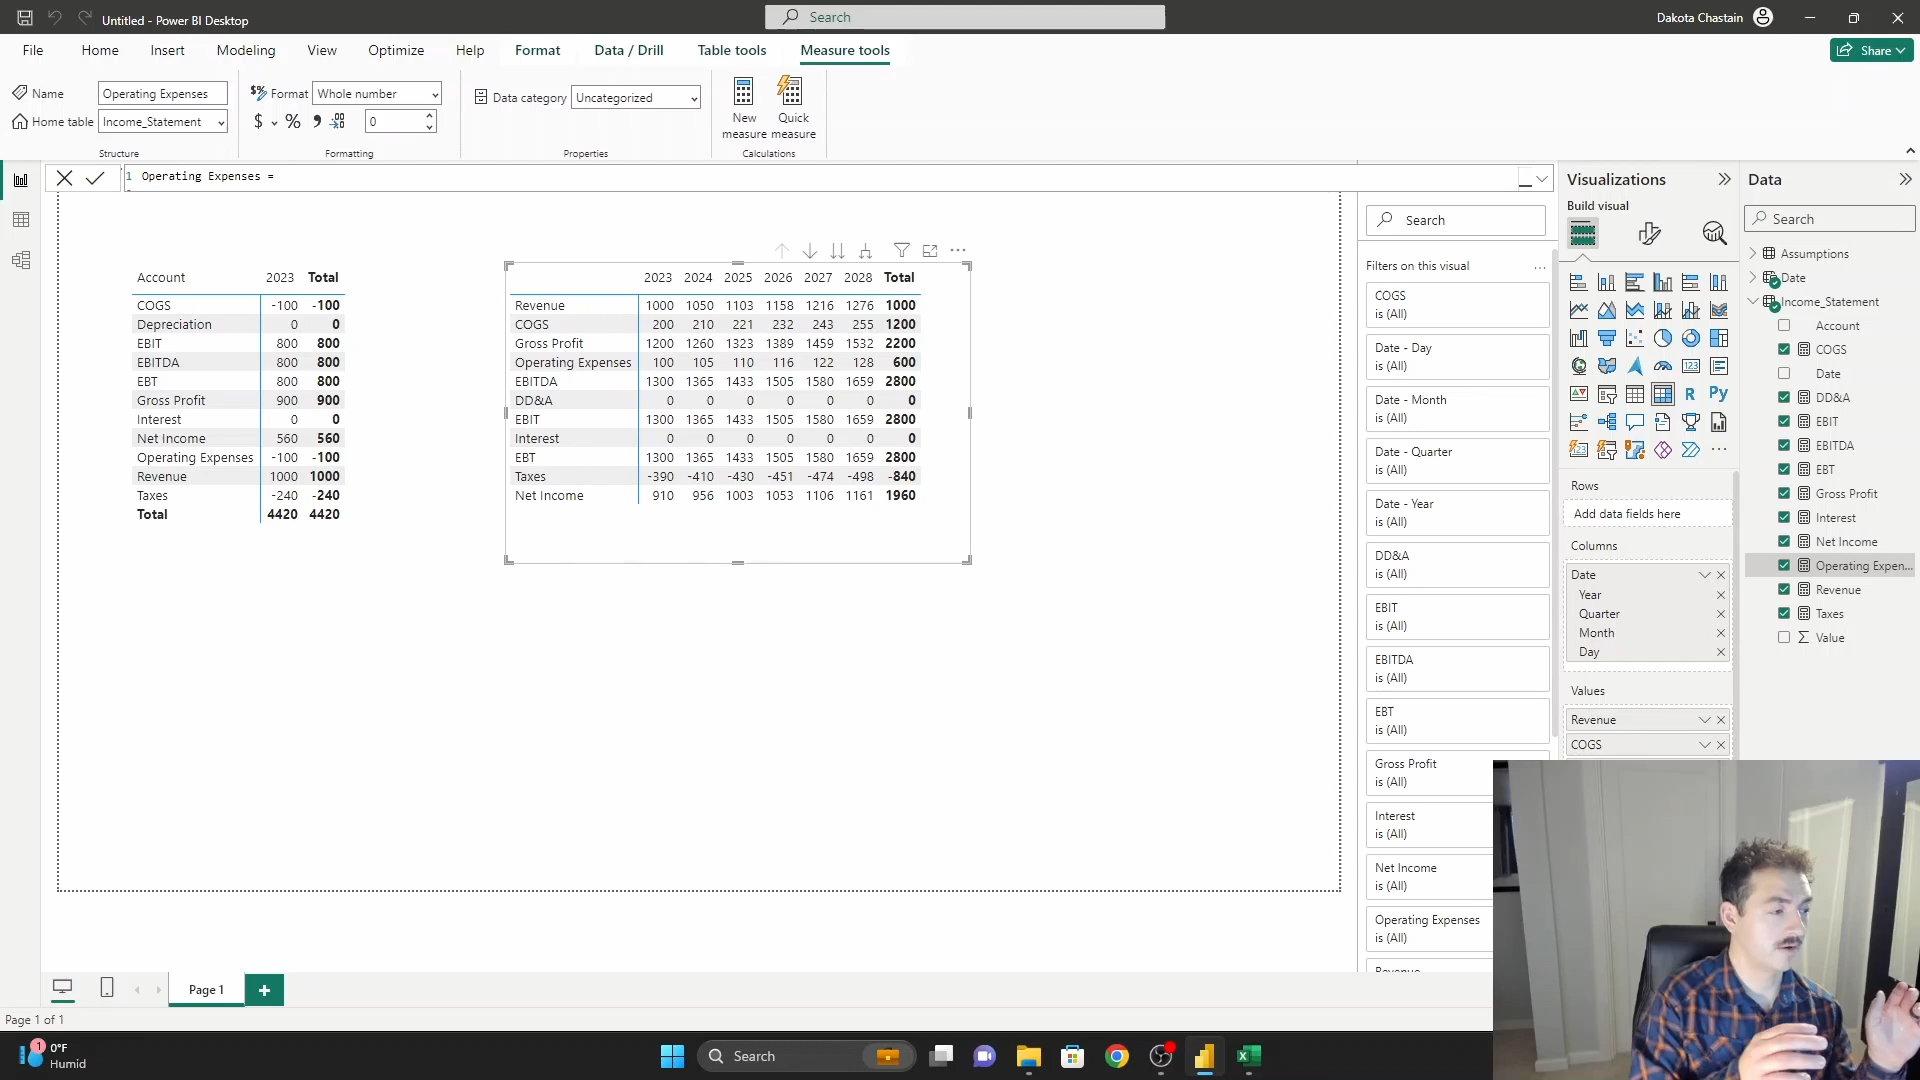 Untitled - Power BI Desktop
Search
Dakota Chastain
File Home Insert Modeling View Optimize Help Format Data / Drill Table tools Measure tools
Share
Name Operating Expenses
Home table Income_Statement
Structure
Format Whole number
$ % 0
Formatting
Data category Uncategorized
Properties
New measure
Quick measure
Calculations
1 Operating Expenses =
Account 2023 Total
COGS -100 -100
Depreciation 0 0
EBIT 800 800
EBITDA 800 800
EBT 800 800
Gross Profit 900 900
Interest 0 0
Net Income 560 560
Operating Expenses -100 -100
Revenue 1000 1000
Taxes -240 -240
Total 4420 4420
2023 2024 2025 2026 2027 2028 Total
Revenue 1000 1050 1103 1158 1216 1276 1000
COGS 200 210 221 232 243 255 1200
Gross Profit 1200 1260 1323 1389 1459 1532 2200
Operating Expenses 100 105 110 116 122 128 600
EBITDA 1300 1365 1433 1505 1580 1659 2800
DD&A 0 0 0 0 0 0 0
EBIT 1300 1365 1433 1505 1580 1659 2800
Interest 0 0 0 0 0 0 0
EBT 1300 1365 1433 1505 1580 1659 2800
Taxes -390 -410 -430 -451 -474 -498 -840
Net Income 910 956 1003 1053 1106 1161 1960
Search
Filters on this visual
COGS
is (All)
Date - Day
is (All)
Date - Month
is (All)
Date - Quarter
is (All)
Date - Year
is (All)
DD&A
is (All)
EBIT
is (All)
EBITDA
is (All)
EBT
is (All)
Gross Profit
is (All)
Interest
is (All)
Net Income
is (All)
Operating Expenses
is (All)
Visualizations
Build visual
R Py
Rows
Add data fields here
Columns
Date
Year
Quarter
Month
Day
Values
Revenue
COGS
Data
Search
Assumptions
Date
Income_Statement
Account
COGS
Date
DD&A
EBIT
EBITDA
EBT
Gross Profit
Interest
Net Income
Operating Expen...
Revenue
Taxes
Value
Page 1
Page 1 of 1
1
0°F
Humid
Search